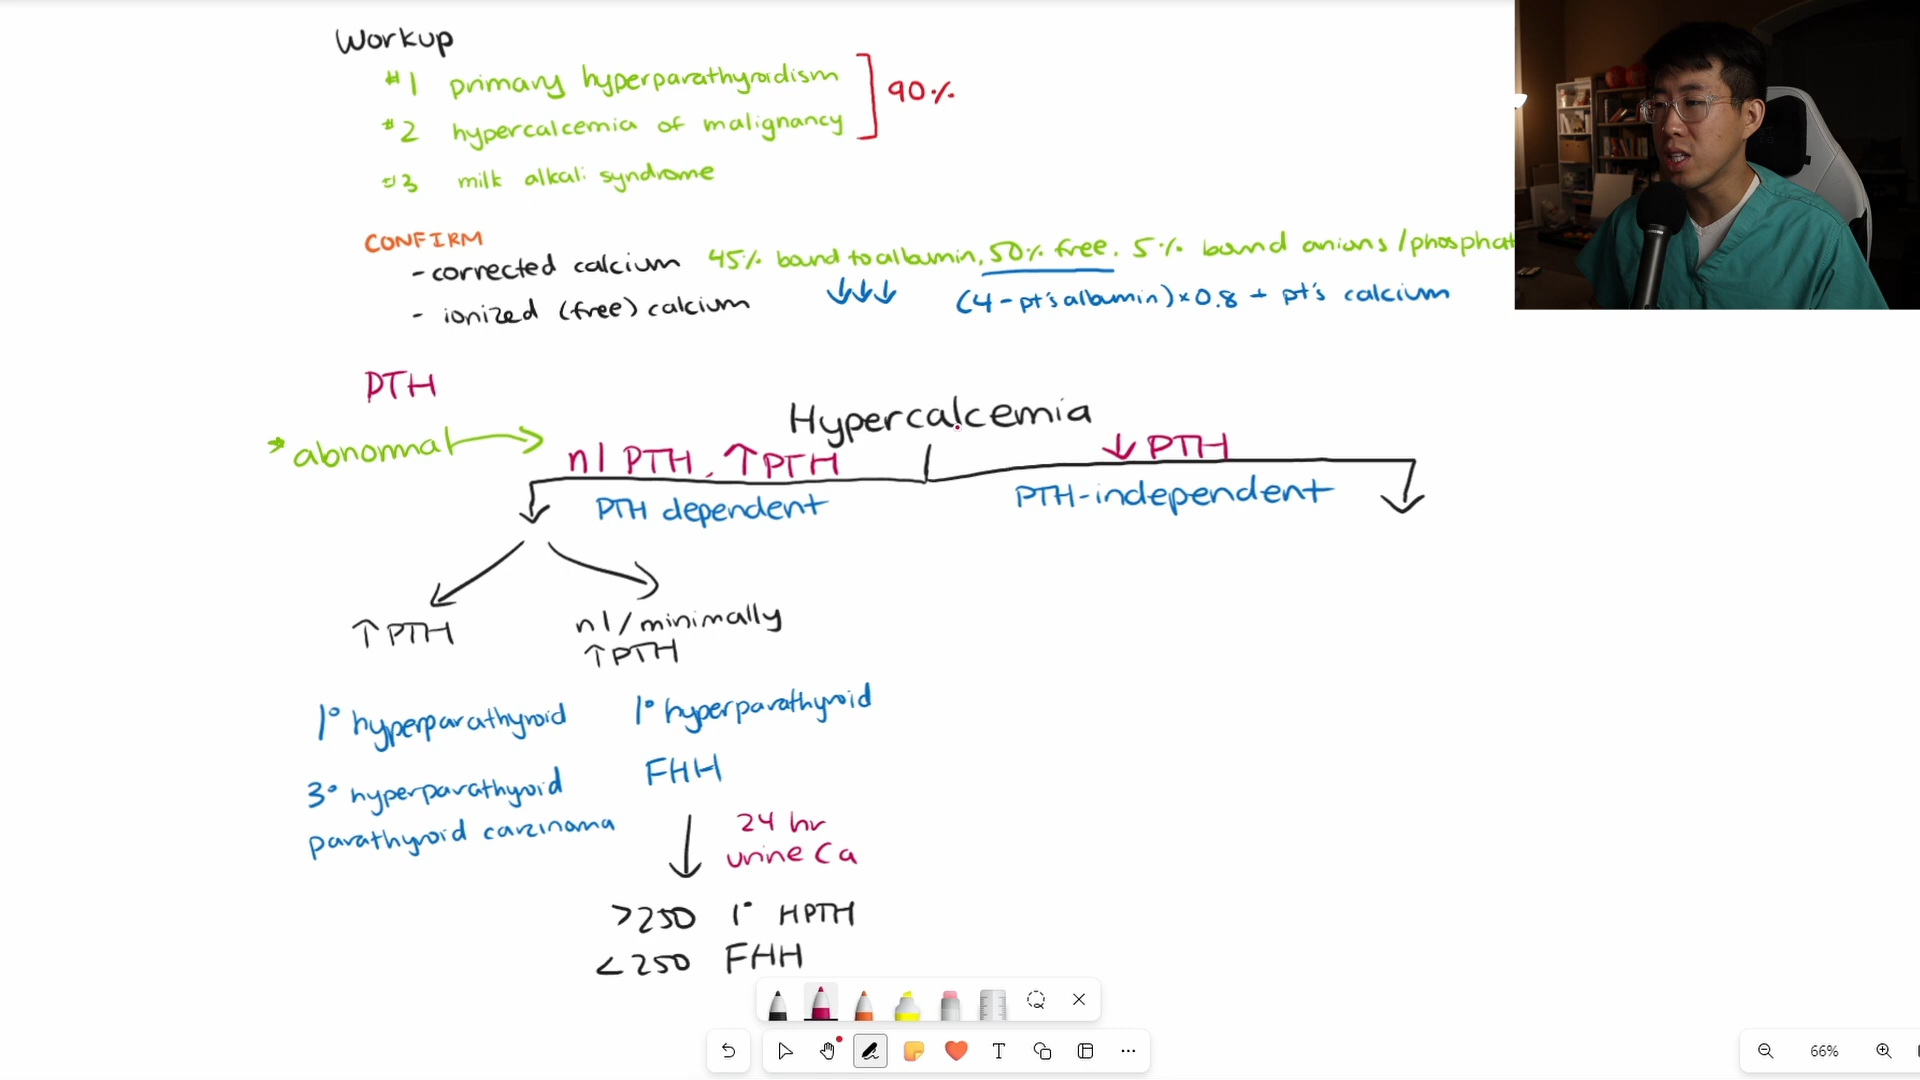 Workup
#1 primary hyperparathyroidism
#2 hypercalcemia of malignancy
90%
#3 milk alkali syndrome
CONFIRM
- corrected calcium 45% bound to albumin, 50% free. 5% bound anions/phosphat
- ionized (free) calcium ↓↓↓ (4 - pt's albumin) x 0.8 + pt's calcium
PTH
Hypercalcemia
* abnormal → nl PTH, ↑PTH
↓ PTH
PTH dependent
PTH-independent
↑PTH
nl/minimally
↑PTH
1° hyperparathyroid
1° hyperparathyroid
3° hyperparathyroid
FHH
parathyroid carcinoma
24 hr
urine Ca
>250 1° HPTH
<250 FHH
66%